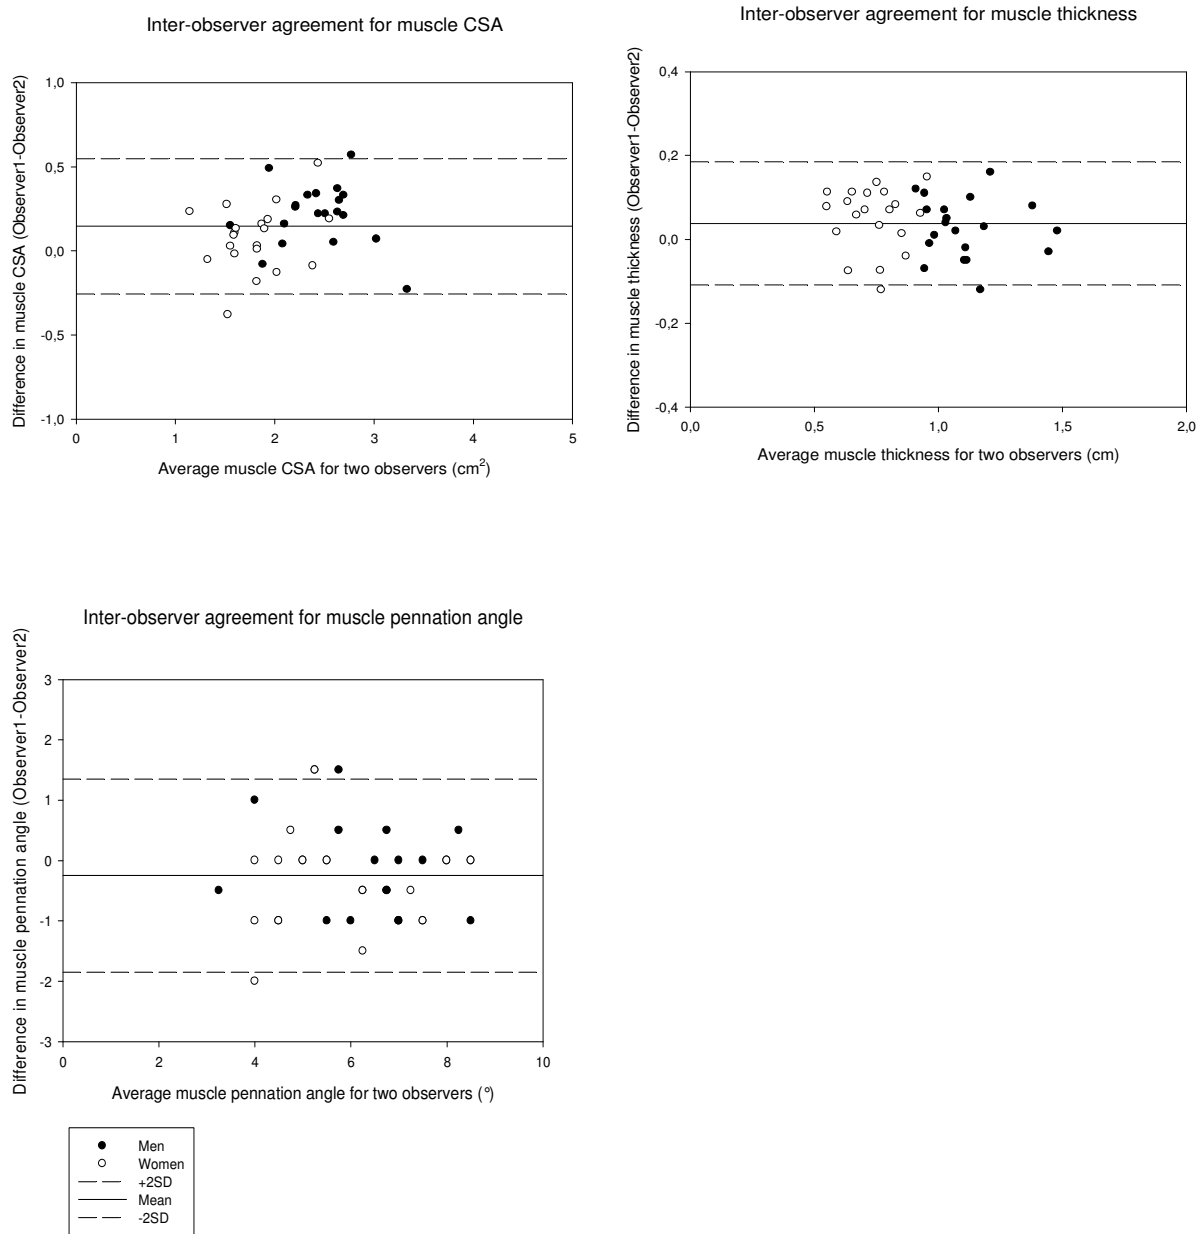 Inter-observer agreement for muscle CSA
Difference in muscle CSA (Observer1-Observer2)
1,0
0,5
0,0
-0,5
-1,0
0 1 2 3 4 5
Average muscle CSA for two observers (cm²)
Inter-observer agreement for muscle thickness
Difference in muscle thickness (Observer1-Observer2)
0,4
0,2
0,0
-0,2
-0,4
0,0 0,5 1,0 1,5 2,0
Average muscle thickness for two observers (cm)
Inter-observer agreement for muscle pennation angle
Difference in muscle pennation angle (Observer1-Observer2)
3
2
1
0
-1
-2
-3
0 2 4 6 8 10
Average muscle pennation angle for two observers (°)
Men
Women
+2SD
Mean
-2SD